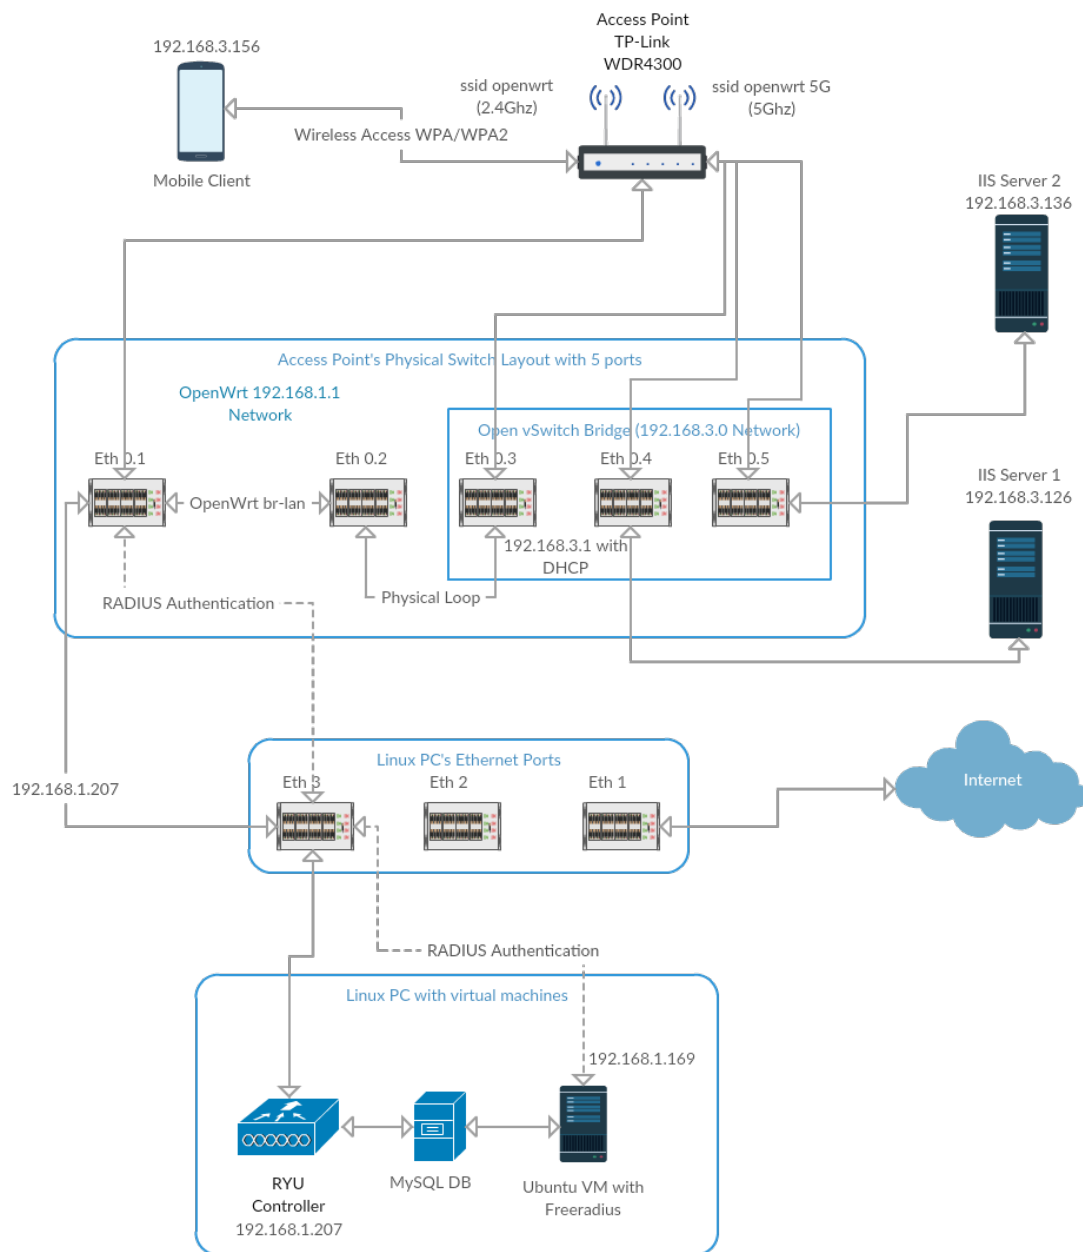 Access Point
TP-Link
WDR4300
192.168.3.156
ssid openwrt
(2.4Ghz)
ssid openwrt 5G
(5Ghz)
Wireless Access WPA/WPA2
Mobile Client
IIS Server 2
192.168.3.136
Access Point's Physical Switch Layout with 5 ports
OpenWrt 192.168.1.1
Network
Open vSwitch Bridge (192.168.3.0 Network)
Eth 0.1
Eth 0.2
Eth 0.3
Eth 0.4
Eth 0.5
IIS Server 1
192.168.3.126
OpenWrt br-lan
192.168.3.1 with
DHCP
Physical Loop
RADIUS Authentication
Linux PC's Ethernet Ports
Eth 3
Eth 2
Eth 1
Internet
192.168.1.207
RADIUS Authentication
Linux PC with virtual machines
192.168.1.169
RYU
Controller
192.168.1.207
MySQL DB
Ubuntu VM with
Freeradius